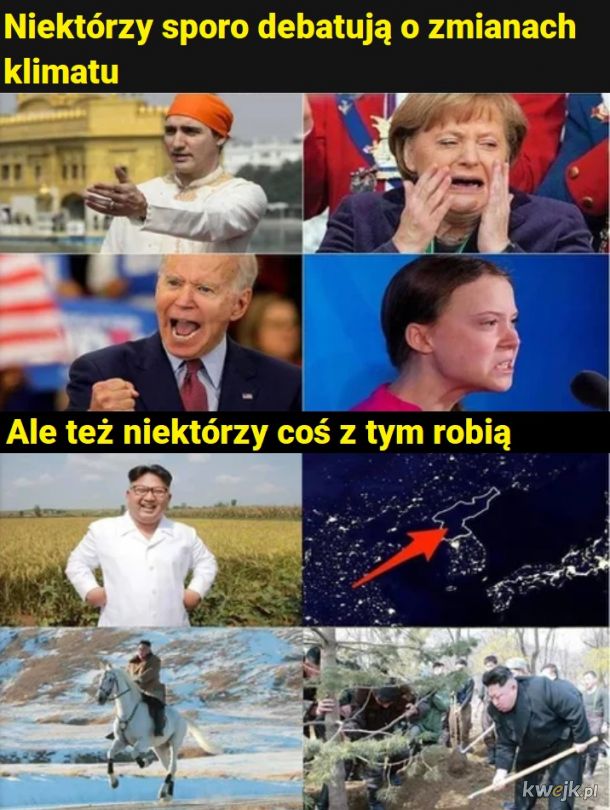 Niektórzy sporo debatują o zmianach
klimatu
Ale też niektórzy coś z tym robią
kwejk.pl